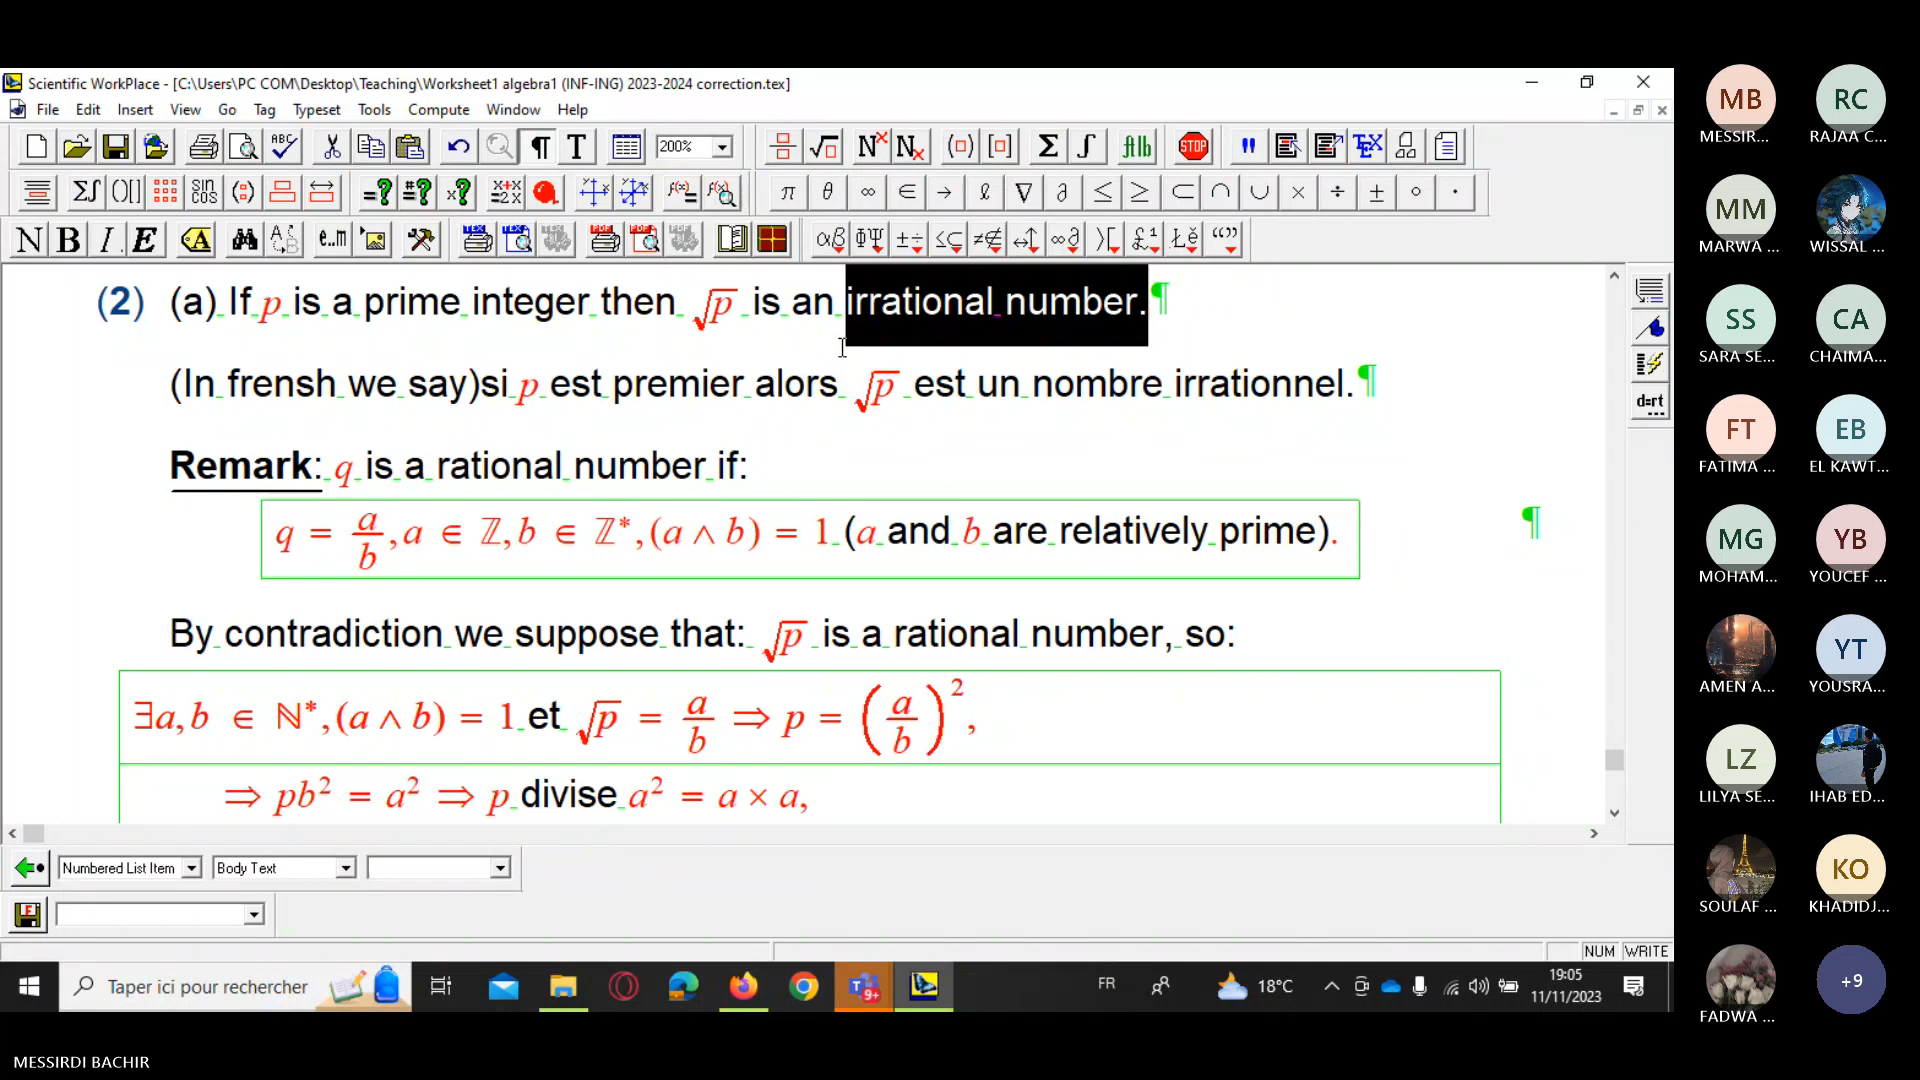 Scientific WorkPlace - [C:\Users\PC COM\Desktop\Teaching\Worksheet1 algebra1 (INF-ING) 2023-2024 correction.tex]
File Edit Insert View Go Tag Typeset Tools Compute Window Help
200%
(2) (a) If p is a prime integer then √p is an irrational number.¶
(In frensh we say)si p est premier alors √p est un nombre irrationnel.¶
Remark: q is a rational number if:
q = a/b, a ∈ ℤ, b ∈ ℤ*, (a ∧ b) = 1 (a and b are relatively prime). ¶
By contradiction we suppose that: √p is a rational number, so:
∃a, b ∈ ℕ*, (a ∧ b) = 1 et √p = a/b ⇒ p = (a/b)²,
⇒ pb² = a² ⇒ p divise a² = a × a,
Numbered List Item Body Text
NUM WRITE
Taper ici pour rechercher
9+
FR
18°C
19:05
11/11/2023
MESSIRDI BACHIR
MB RC
MESSIR... RAJAA C...
MM
MARWA ... WISSAL ...
SS CA
SARA SE... CHAIMA...
FT EB
FATIMA ... EL KAWT...
MG YB
MOHAM... YOUCEF ...
YT
AMEN A... YOUSRA...
LZ
LILYA SE... IHAB ED...
KO
SOULAF ... KHADIDJ...
+9
FADWA ...